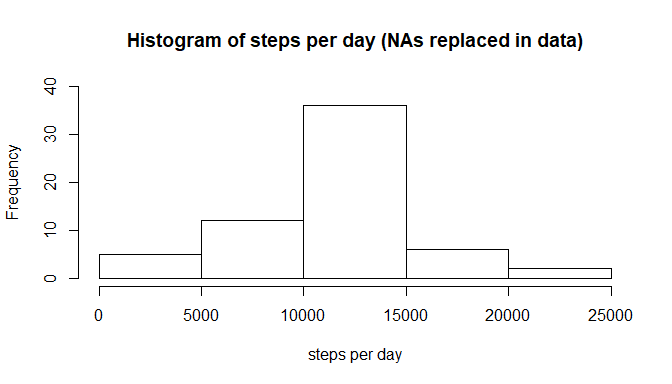 Histogram of steps per day (NAs replaced in data)
Frequency
40
30
20
10
0
0 5000 10000 15000 20000 25000
steps per day